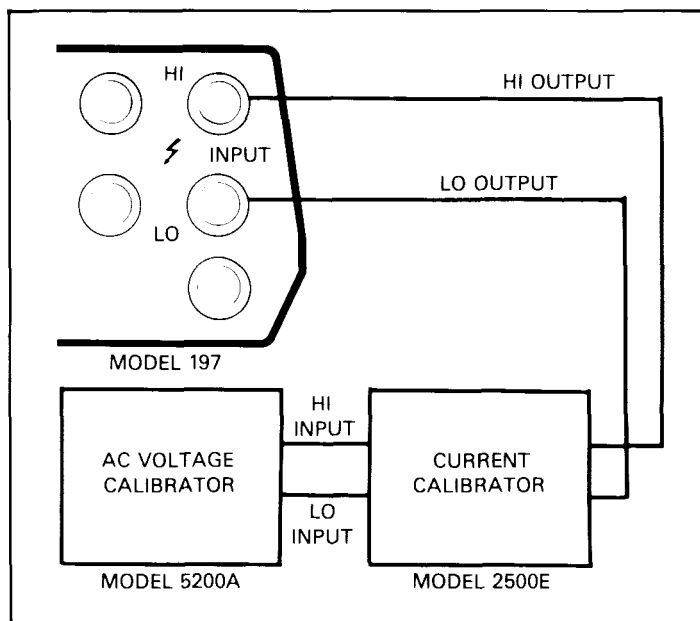 HI
HI OUTPUT
INPUT
LO OUTPUT
LO
MODEL 197
HI
INPUT
AC VOLTAGE
CALIBRATOR
CURRENT
CALIBRATOR
LO
INPUT
MODEL 5200A
MODEL 2500E